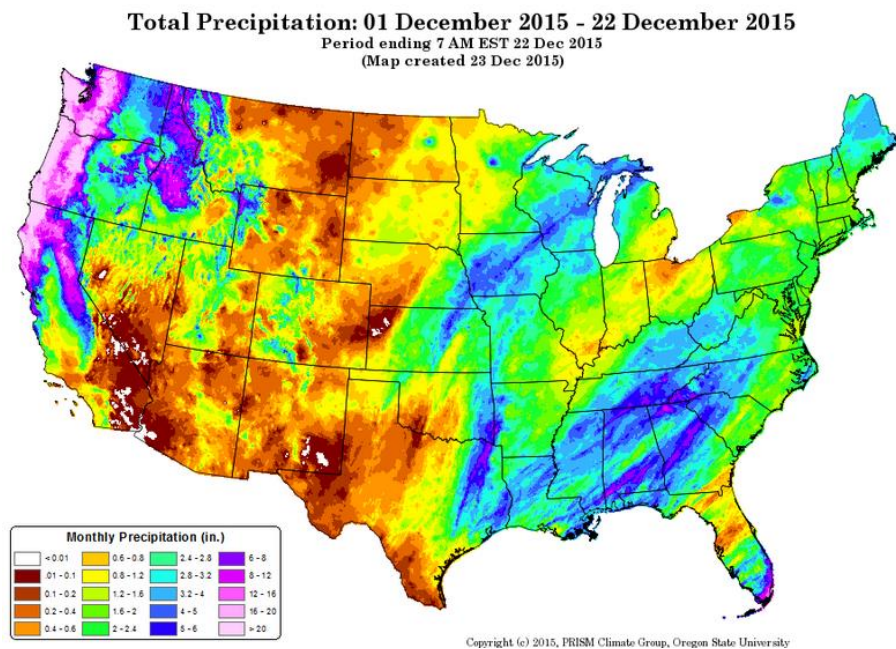 Total Precipitation: 01 December 2015 - 22 December 2015
Period ending 7 AM EST 22 Dec 2015
(Map created 23 Dec 2015)
Monthly Precipitation (in.)
< 0.01 0.6 - 0.8 2.4 - 2.8 6 - 8
.01 - 0.1 0.8 - 1.2 2.8 - 3.2 8 - 12
0.1 - 0.2 1.2 - 1.6 3.2 - 4 12 - 16
0.2 - 0.4 1.6 - 2 4 - 5 16 - 20
0.4 - 0.6 2 - 2.4 5 - 6 > 20
Copyright (c) 2015, PRISM Climate Group, Oregon State University